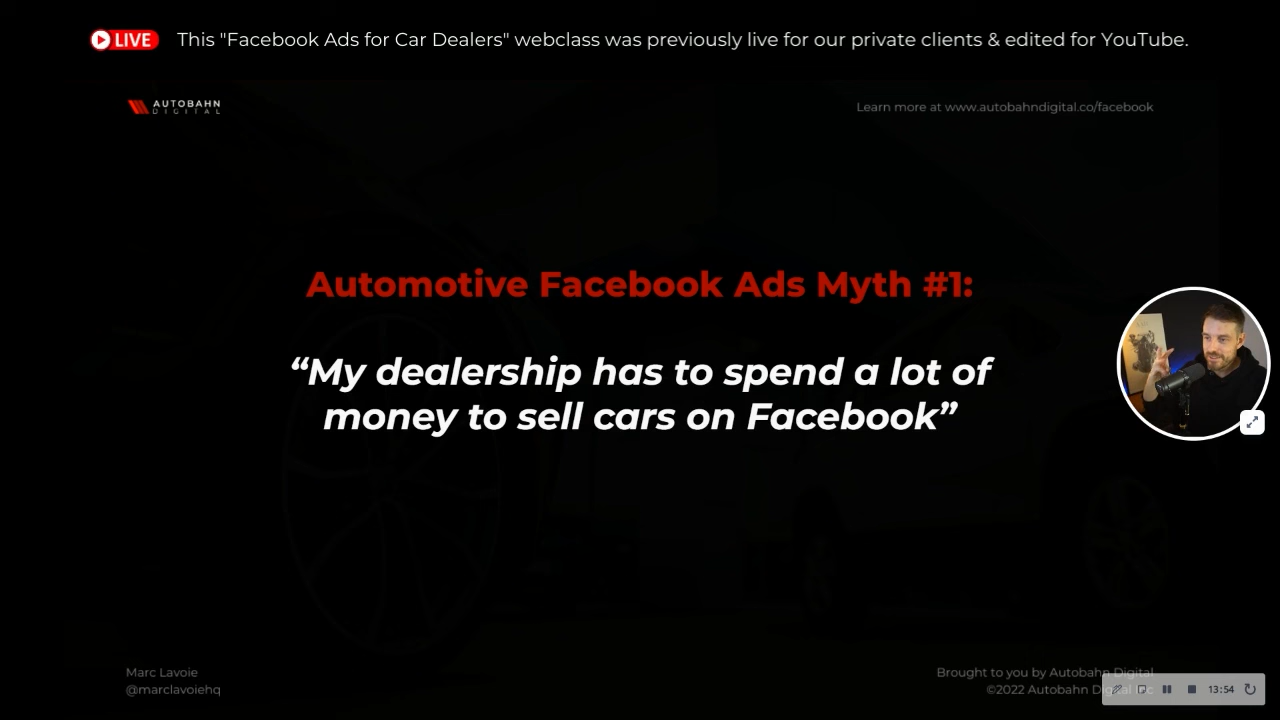 LIVE
This "Facebook Ads for Car Dealers" webclass was previously live for our private clients & edited for YouTube.
AUTOBAHN
DIGITAL
Learn more at www.autobahndigital.co/facebook
Automotive Facebook Ads Myth #1:
“My dealership has to spend a lot of
money to sell cars on Facebook”
Marc Lavoie
@marclavoiehq
Brought to you by Autobahn Digital
©2022 Autobahn Digital Inc
13:54